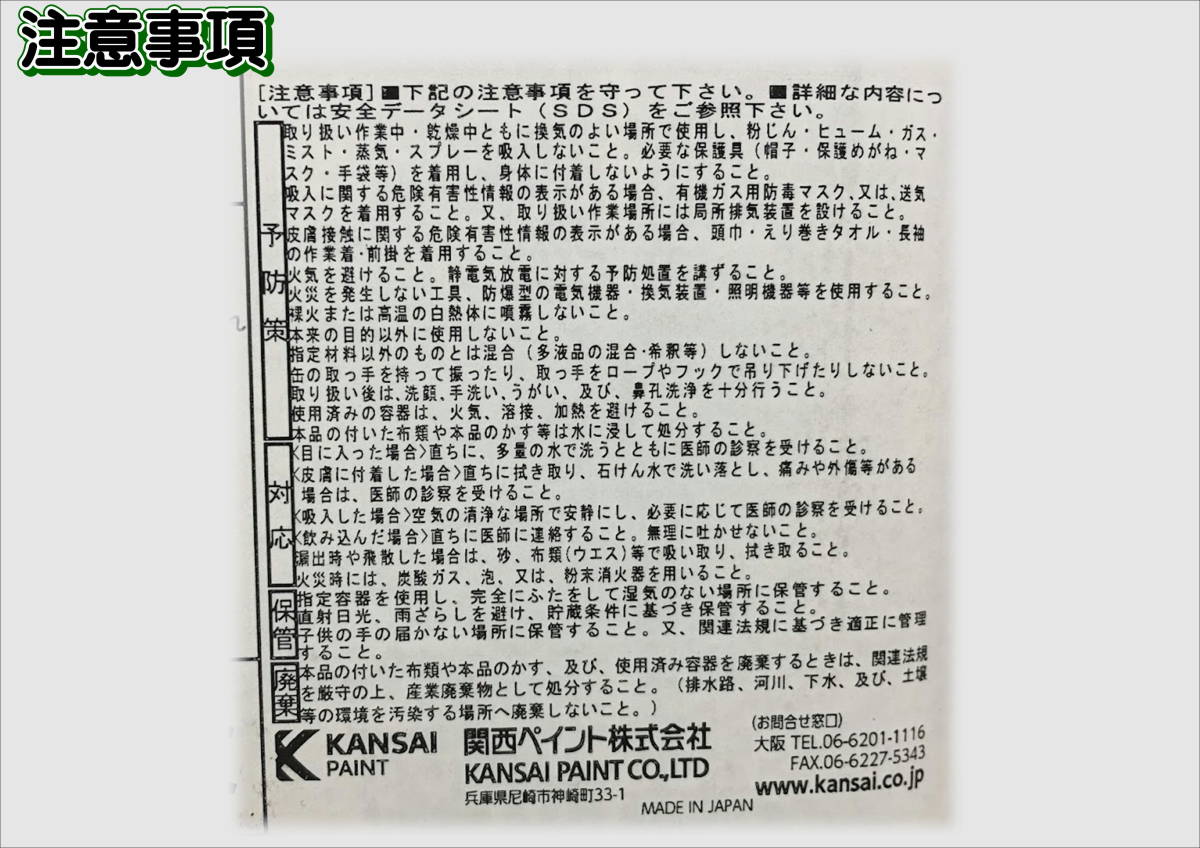 注意事項
[注意事項]■下記の注意事項を守って下さい。■詳細な内容につ
いては安全データシート（SDS）をご参照下さい。
予防策
取り扱い作業中・乾燥中ともに換気のよい場所で使用し、粉じん・ヒューム・ガス・
ミスト・蒸気・スプレーを吸入しないこと。必要な保護具（帽子・保護めがね・マ
スク・手袋等）を着用し、身体に付着しないようにすること。
吸入に関する危険有害性情報の表示がある場合、有機ガス用防毒マスク、又は、送気
マスクを着用すること。又、取り扱い作業場所には局所排気装置を設けること。
皮膚接触に関する危険有害性情報の表示がある場合、頭巾・えり巻きタオル・長袖
の作業着・前掛を着用すること。
火気を避けること。静電気放電に対する予防処置を講ずること。
火災を発生しない工具、防爆型の電気機器・換気装置・照明機器等を使用すること。
裸火または高温の白熱体に噴霧しないこと。
本来の目的以外に使用しないこと。
指定材料以外のものとは混合（多液品の混合・希釈等）しないこと。
缶の取っ手を持って振ったり、取っ手をロープやフックで吊り下げたりしないこと。
取り扱い後は、洗顔、手洗い、うがい、及び、鼻孔洗浄を十分行うこと。
使用済みの容器は、火気、溶接、加熱を避けること。
本品の付いた布類や本品のかす等は水に浸して処分すること。
対応
〈目に入った場合〉直ちに、多量の水で洗うとともに医師の診察を受けること。
〈皮膚に付着した場合〉直ちに拭き取り、石けん水で洗い落とし、痛みや外傷等がある
場合は、医師の診察を受けること。
〈吸入した場合〉空気の清浄な場所で安静にし、必要に応じて医師の診察を受けること。
〈飲み込んだ場合〉直ちに医師に連絡すること。無理に吐かせないこと。
漏出時や飛散した場合は、砂、布類(ウエス)等で吸い取り、拭き取ること。
火災時には、炭酸ガス、泡、又は、粉末消火器を用いること。
保管
指定容器を使用し、完全にふたをして湿気のない場所に保管すること。
直射日光、雨ざらしを避け、貯蔵条件に基づき保管すること。
子供の手の届かない場所に保管すること。又、関連法規に基づき適正に管理
すること。
廃棄
本品の付いた布類や本品のかす、及び、使用済み容器を廃棄するときは、関連法規
を厳守の上、産業廃棄物として処分すること。（排水路、河川、下水、及び、土壌
等の環境を汚染する場所へ廃棄しないこと。）
KANSAI
PAINT
関西ペイント株式会社
KANSAI PAINT CO.,LTD
兵庫県尼崎市神崎町33-1
MADE IN JAPAN
(お問合せ窓口)
大阪 TEL.06-6201-1116
FAX.06-6227-5343
www.kansai.co.jp